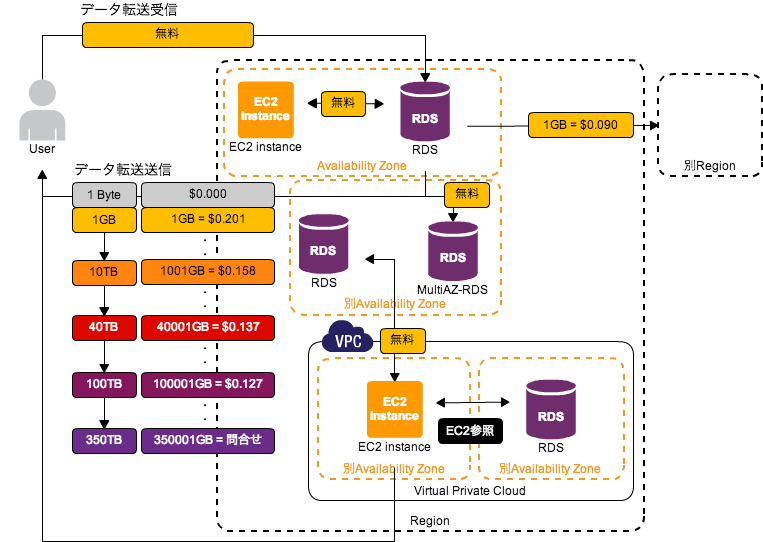 データ転送受信
無料
User
EC2
Instance
EC2 instance
無料
RDS
RDS
Availability Zone
1GB = $0.090
別Region
データ転送送信
1 Byte
$0.000
1GB
1GB = $0.201
10TB
1001GB = $0.158
40TB
40001GB = $0.137
100TB
100001GB = $0.127
350TB
350001GB = 問合せ
無料
RDS
RDS
RDS
MultiAZ-RDS
別Availability Zone
VPC
無料
EC2
Instance
EC2 instance
EC2参照
RDS
RDS
別Availability Zone
別Availability Zone
Virtual Private Cloud
Region